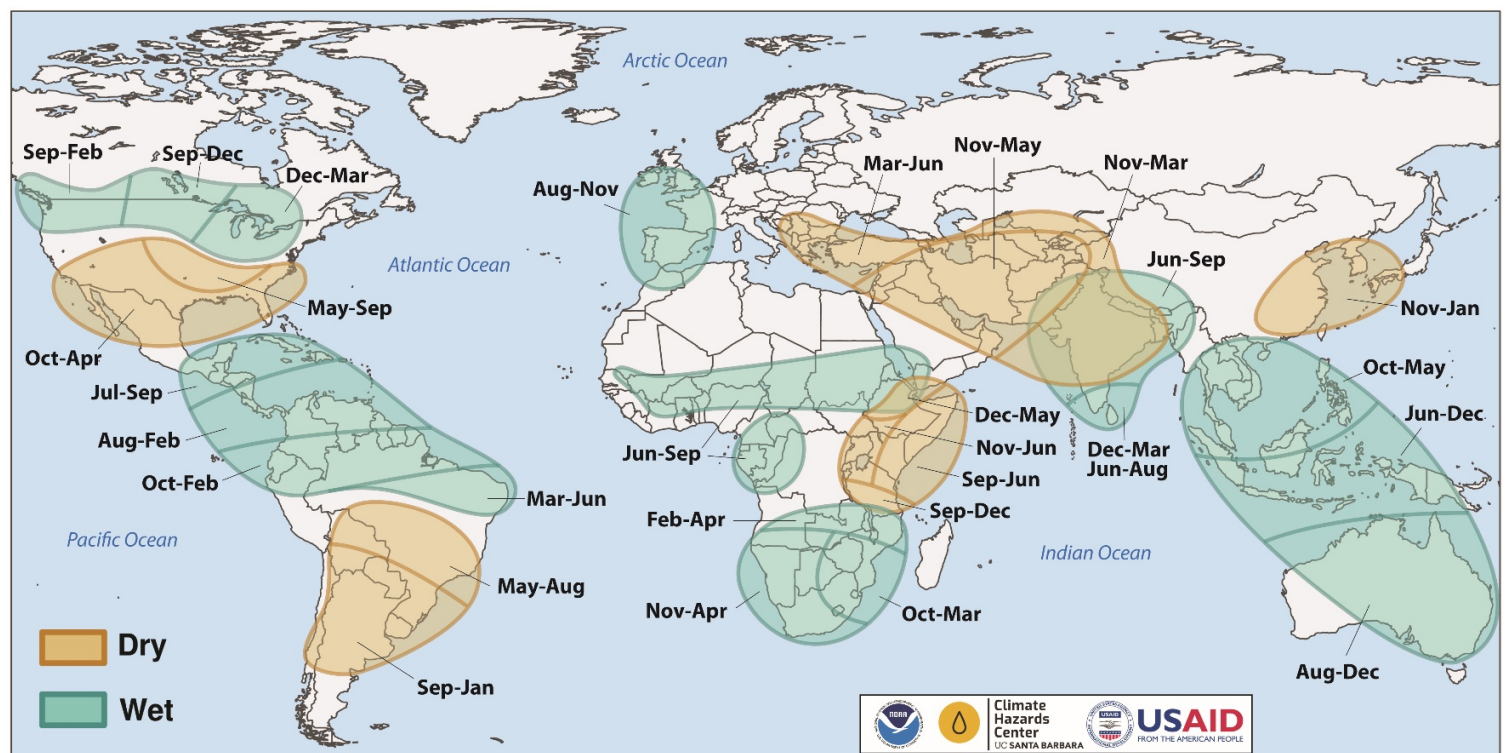 Arctic Ocean
Sep-Feb
Sep-Dec
Dec-Mar
Aug-Nov
Mar-Jun
Nov-May
Nov-Mar
Jun-Sep
Atlantic Ocean
May-Sep
Nov-Jan
Oct-Apr
Jul-Sep
Oct-May
Aug-Feb
Jun-Dec
Dec-May
Nov-Jun
Dec-Mar
Jun-Aug
Jun-Sep
Sep-Jun
Oct-Feb
Mar-Jun
Sep-Dec
Feb-Apr
Pacific Ocean
Indian Ocean
May-Aug
Nov-Apr
Oct-Mar
Dry
Aug-Dec
Sep-Jan
Wet
NOAA
Climate
Hazards
Center
UC SANTA BARBARA
USAID
USAID
FROM THE AMERICAN PEOPLE